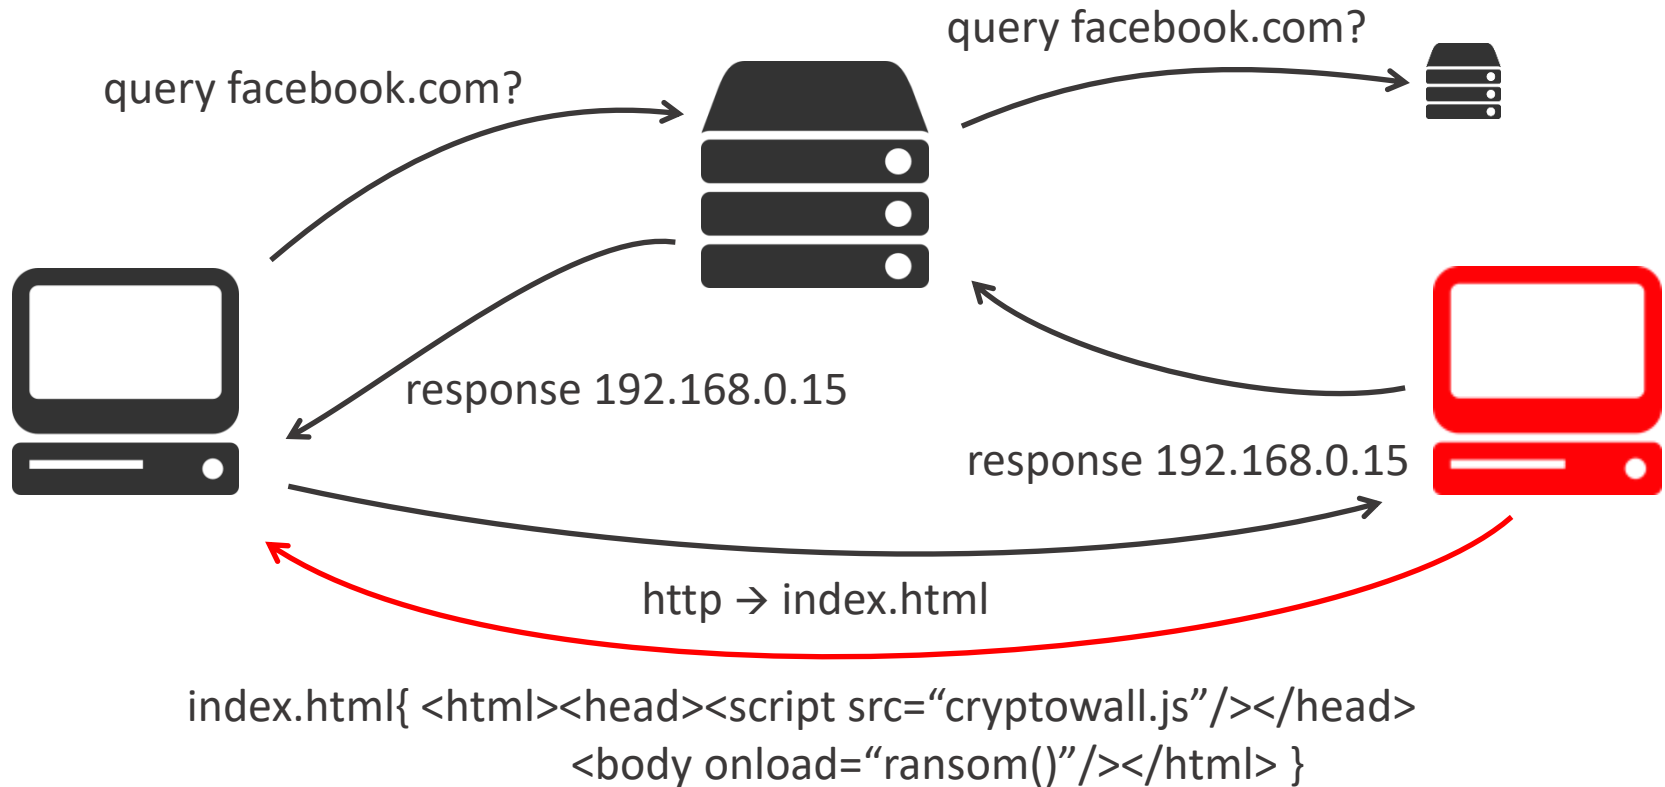 query facebook.com?
query facebook.com?
response 192.168.0.15
response 192.168.0.15
http → index.html
index.html{ <html><head><script src=“cryptowall.js”/></head>
<body onload=“ransom()”/></html> }